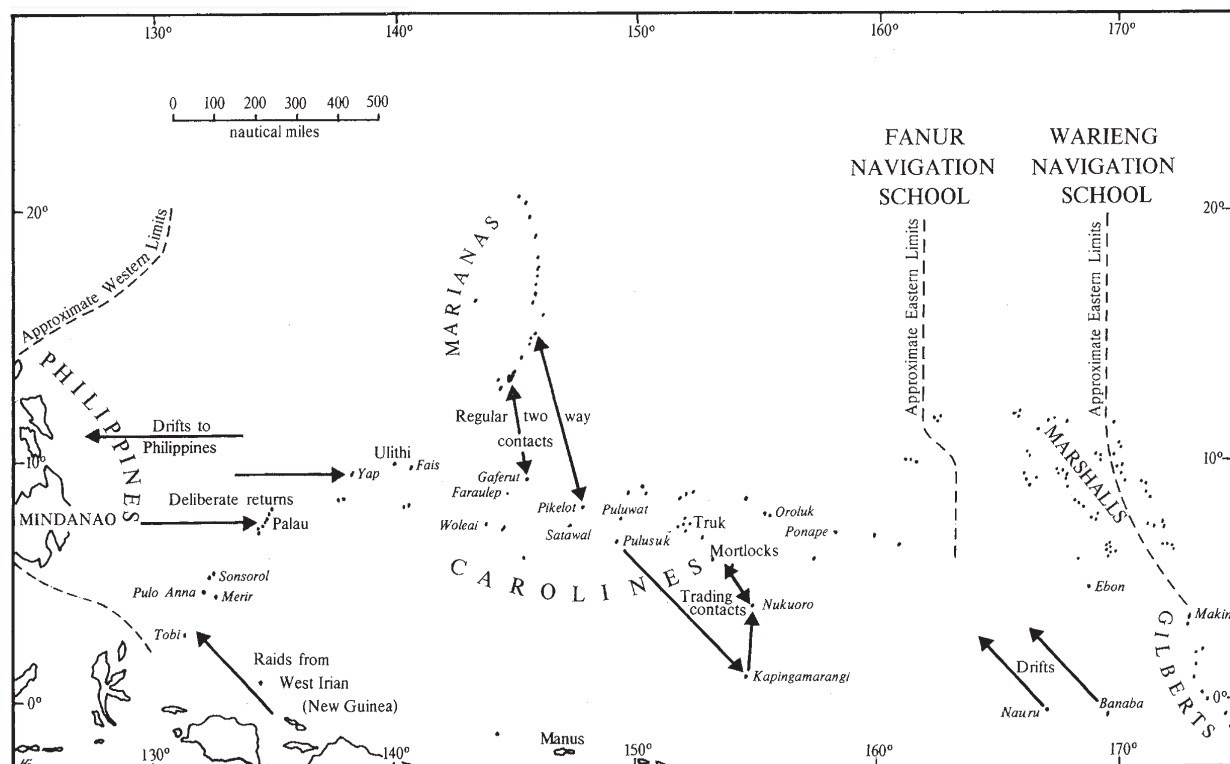 130°
140°
150°
160°
170°
0 100 200 300 400 500
nautical miles
FANUR
NAVIGATION
SCHOOL
WARIENG
NAVIGATION
SCHOOL
20°
20°
Approximate Western Limits
Approximate Eastern Limits
Approximate Eastern Limits
MARIANAS
PHILIPPINES
Regular two way
contacts
Drifts to
Philippines
10°
10°
Ulithi
Fais
Yap
Gaferut
Faraulep
Deliberate returns
MINDANAO
Palau
Woleai
Pikelot
Satawal
Puluwat
Pulusuk
Truk
Oroluk
Ponape
MARSHALLS
Mortlocks
CAROLINES
Sonsorol
Pulo Anna
Merir
Trading
contacts
Nukuoro
Ebon
Makin
GILBERTS
Tobi
Raids from
West Irian
(New Guinea)
Kapingamarangi
Drifts
Nauru
Banaba
0°
0°
Manus
130°
140°
150°
160°
170°